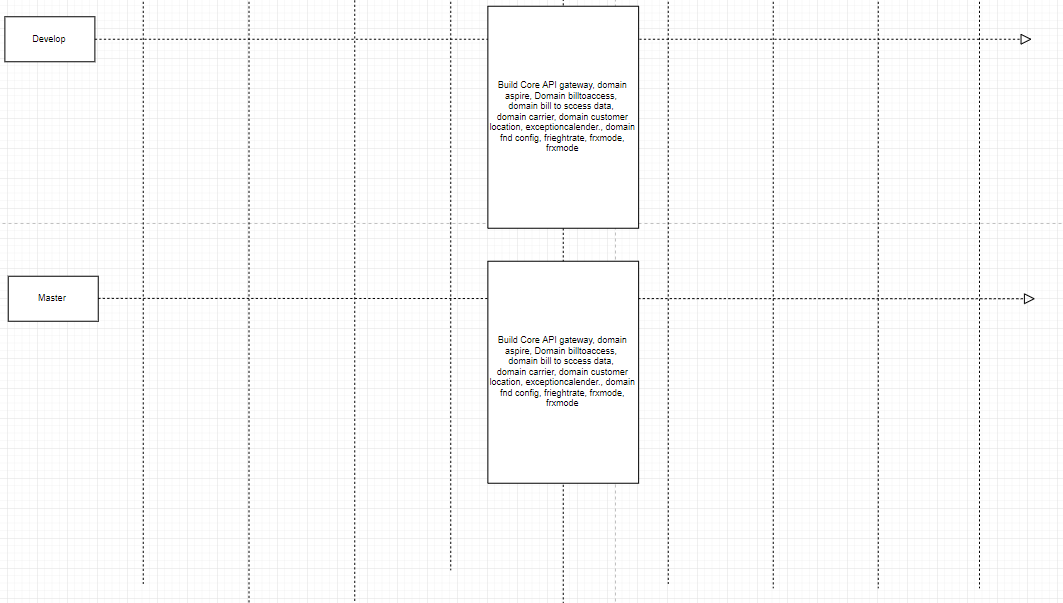 Develop
Build Core API gateway, domain
aspire, Domain billtoaccess,
domain bill to sccess data,
domain carrier, domain customer
location, exceptioncalender., domain
fnd config, frieghtrate, frxmode,
frxmode
Master
Build Core API gateway, domain
aspire, Domain billtoaccess,
domain bill to sccess data,
domain carrier, domain customer
location, exceptioncalender., domain
fnd config, frieghtrate, frxmode,
frxmode